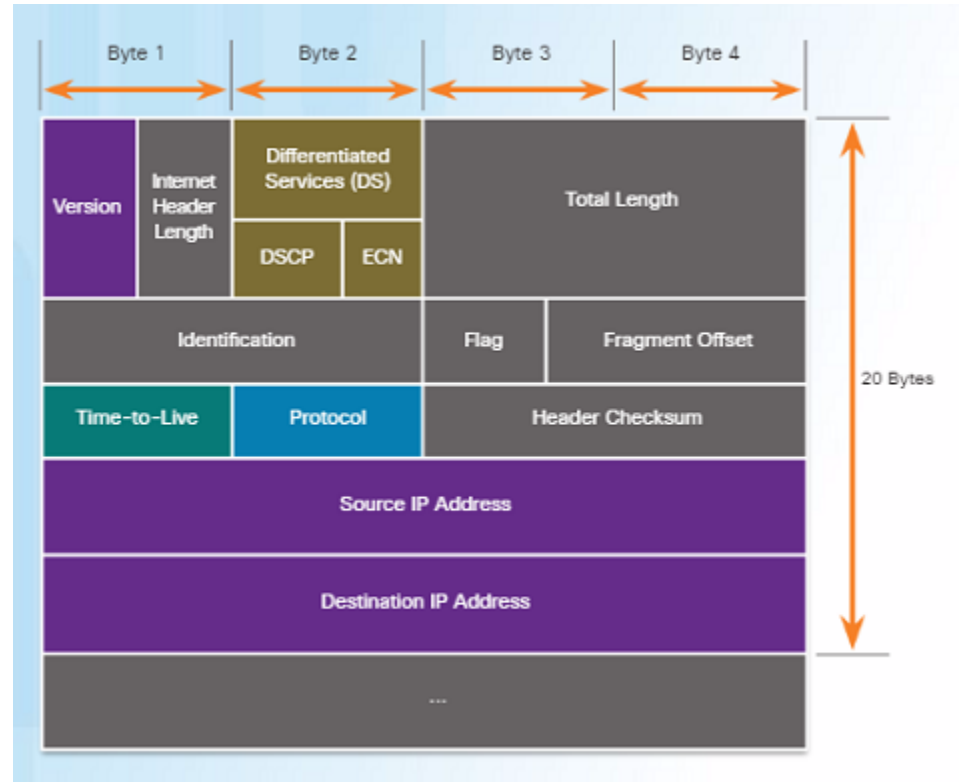 Byte 1
Byte 2
Byte 3
Byte 4
Version
Internet
Header
Length
Differentiated
Services (DS)
DSCP
ECN
Total Length
Identification
Flag
Fragment Offset
20 Bytes
Time-to-Live
Protocol
Header Checksum
Source IP Address
Destination IP Address
...